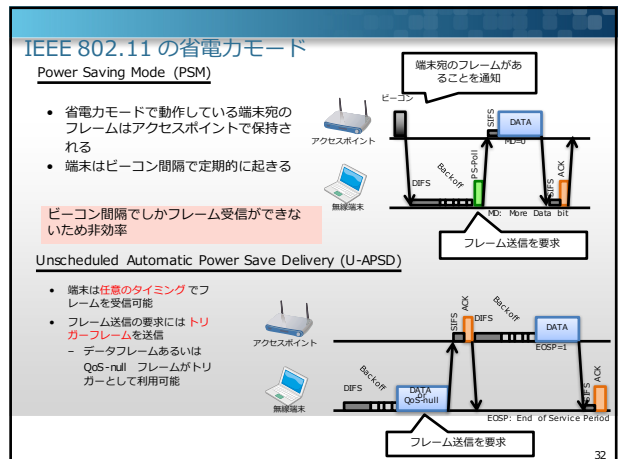 IEEE 802.11 の省電力モード
Power Saving Mode (PSM)
• 省電力モードで動作している端末宛の
フレームはアクセスポイントで保持さ
れる
• 端末はビーコン間隔で定期的に起きる
ビーコン間隔でしかフレーム受信ができな
いため非効率
端末宛のフレームがあ
ることを通知
ビーコン
アクセスポイント
SIFS
DATA
MD=0
DIFS
Backoff
PS-Poll
SIFS
ACK
無線端末
MD: More Data bit
フレーム送信を要求
Unscheduled Automatic Power Save Delivery (U-APSD)
• 端末は任意のタイミング でフ
レームを受信可能
• フレーム送信の要求には トリ
ガーフレームを送信
– データフレームあるいは
QoS-null フレームがトリ
ガーとして利用可能
アクセスポイント
SIFS
ACK
DIFS
Backoff
DATA
EOSP=1
DIFS
Backoff
DATA
or
QoS-null
SIFS
ACK
無線端末
EOSP: End of Service Period
フレーム送信を要求
32